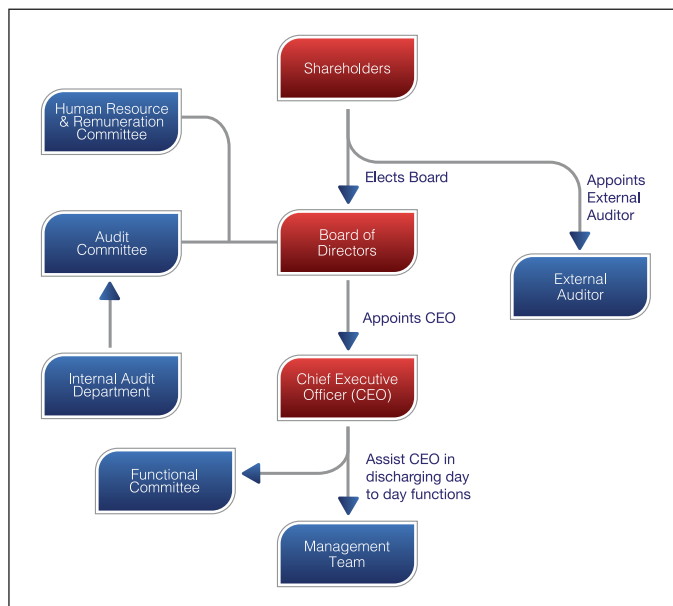 Shareholders
Human Resource
& Remuneration
Committee
Elects Board
Appoints
External
Auditor
Audit
Committee
Board of
Directors
External
Auditor
Appoints CEO
Internal Audit
Department
Chief Executive
Officer (CEO)
Functional
Committee
Assist CEO in
discharging day
to day functions
Management
Team